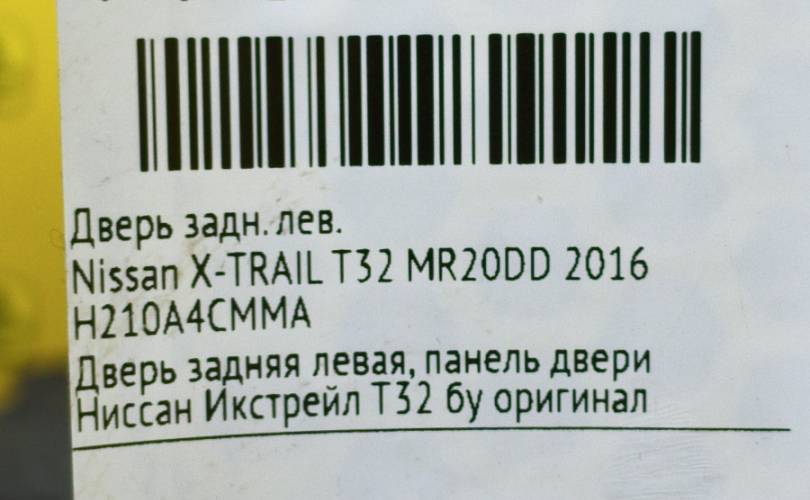 Дверь задн. лев.
Nissan X-TRAIL T32 MR20DD 2016
H210A4CMMA
Дверь задняя левая, панель двери
Ниссан Икстрейл Т32 бу оригинал